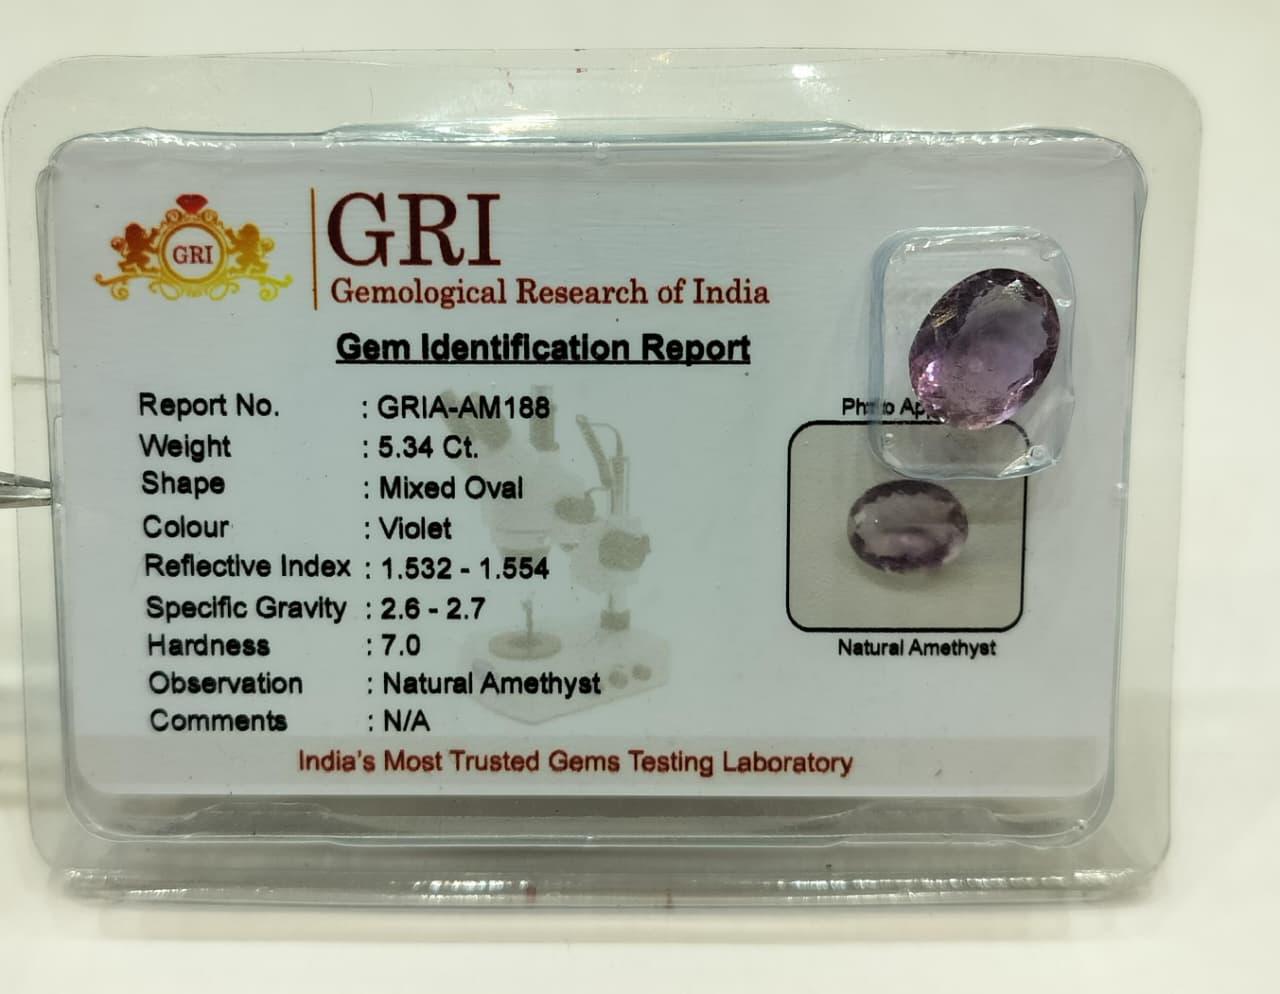 GRI
GRI
Gemological Research of India
Gem Identification Report
Report No. : GRIA-AM188
Weight : 5.34 Ct.
Shape : Mixed Oval
Colour : Violet
Reflective Index : 1.532 - 1.554
Specific Gravity : 2.6 - 2.7
Hardness : 7.0
Observation : Natural Amethyst
Comments : N/A
Natural Amethyst
India's Most Trusted Gems Testing Laboratory